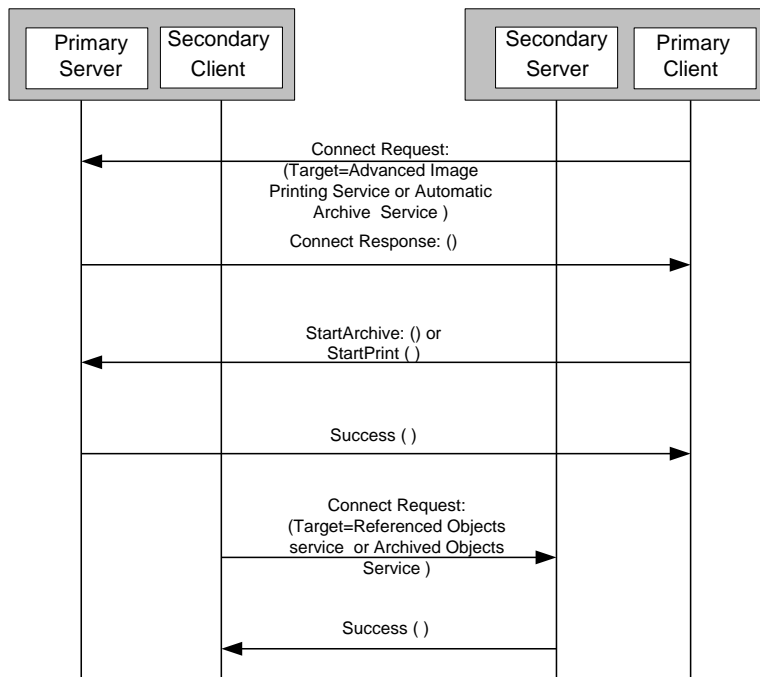 Primary
Server
Secondary
Client
Secondary
Server
Primary
Client
Connect Request:
(Target=Advanced Image
Printing Service or Automatic
Archive Service )
Connect Response: ()
StartArchive: () or
StartPrint ( )
Success ( )
Connect Request:
(Target=Referenced Objects
service or Archived Objects
Service )
Success ( )